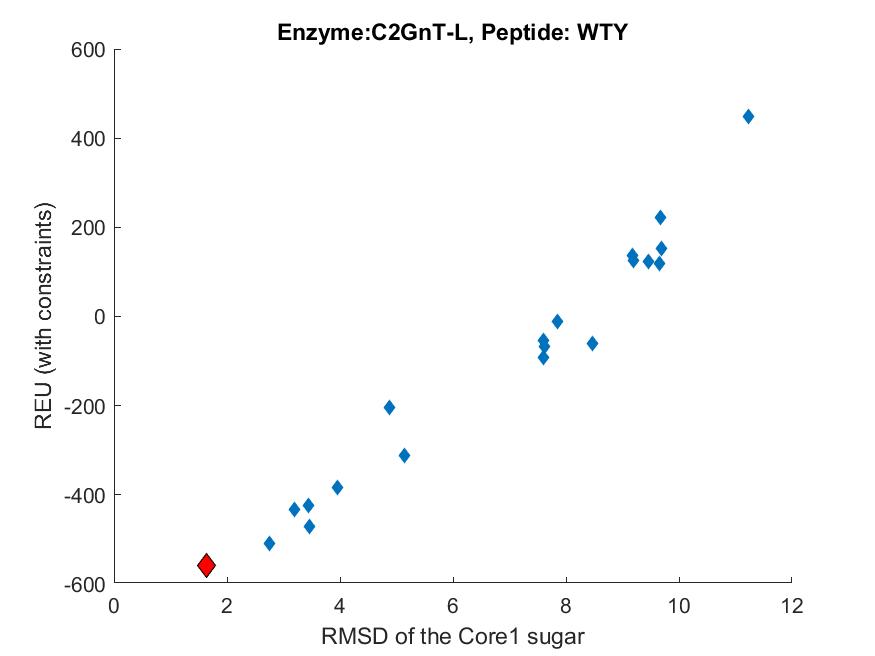 Enzyme:C2GnT-L, Peptide: WTY
600
400
200
0
-200
-400
-600
REU (with constraints)
0 2 4 6 8 10 12
RMSD of the Core1 sugar